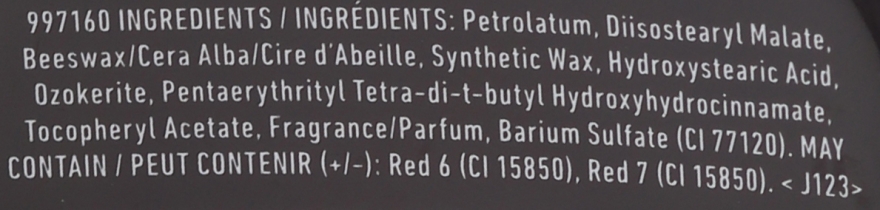 997160 INGREDIENTS / INGRÉDIENTS: Petrolatum, Diisostearyl Malate,
Beeswax/Cera Alba/Cire d'Abeille, Synthetic Wax, Hydroxystearic Acid,
Ozokerite, Pentaerythrityl Tetra-di-t-butyl Hydroxyhydrocinnamate,
Tocopheryl Acetate, Fragrance/Parfum, Barium Sulfate (CI 77120). MAY
CONTAIN / PEUT CONTENIR (+/-): Red 6 (CI 15850), Red 7 (CI 15850). < J123>